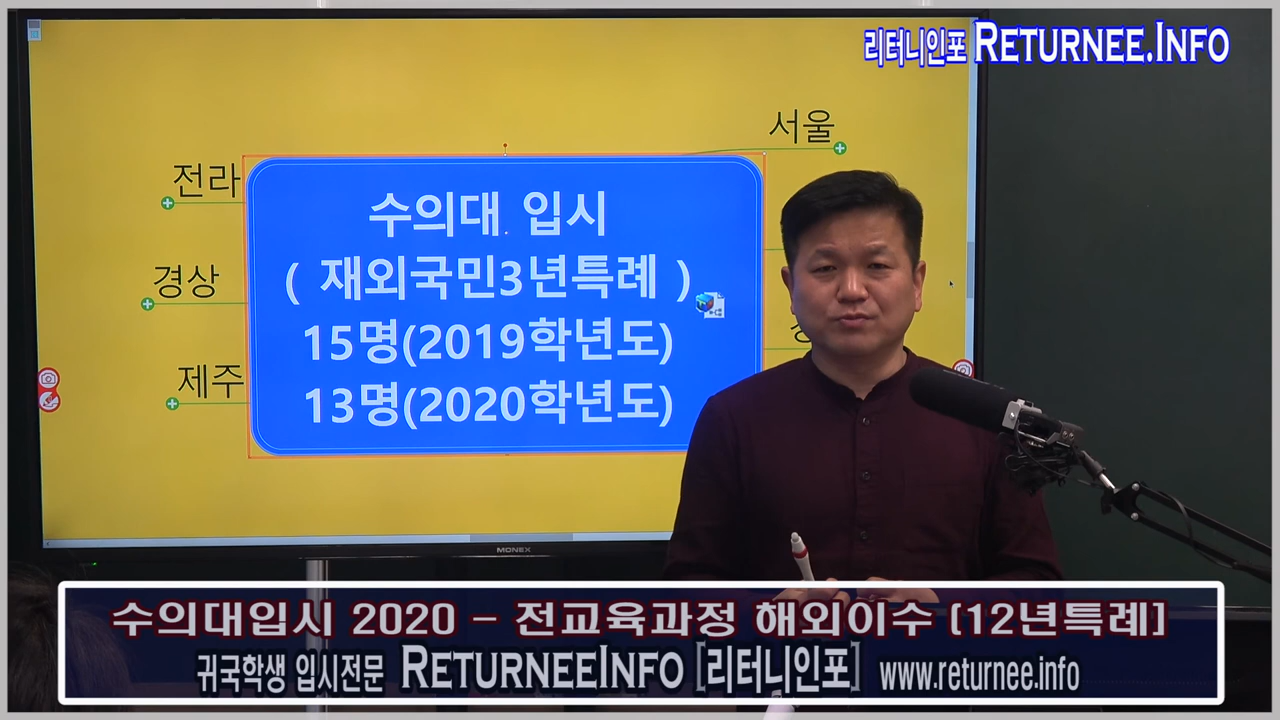 리터니인포 RETURNEE.INFO
서울
전라
수의대 입시
경상
( 재외국민3년특례 )
15명(2019학년도)
제주
13명(2020학년도)
MONEX
수의대입시 2020 - 전교육과정 해외이수 [12년특례]
귀국학생 입시전문 RETURNEEINFO [리터니인포] www.returnee.info